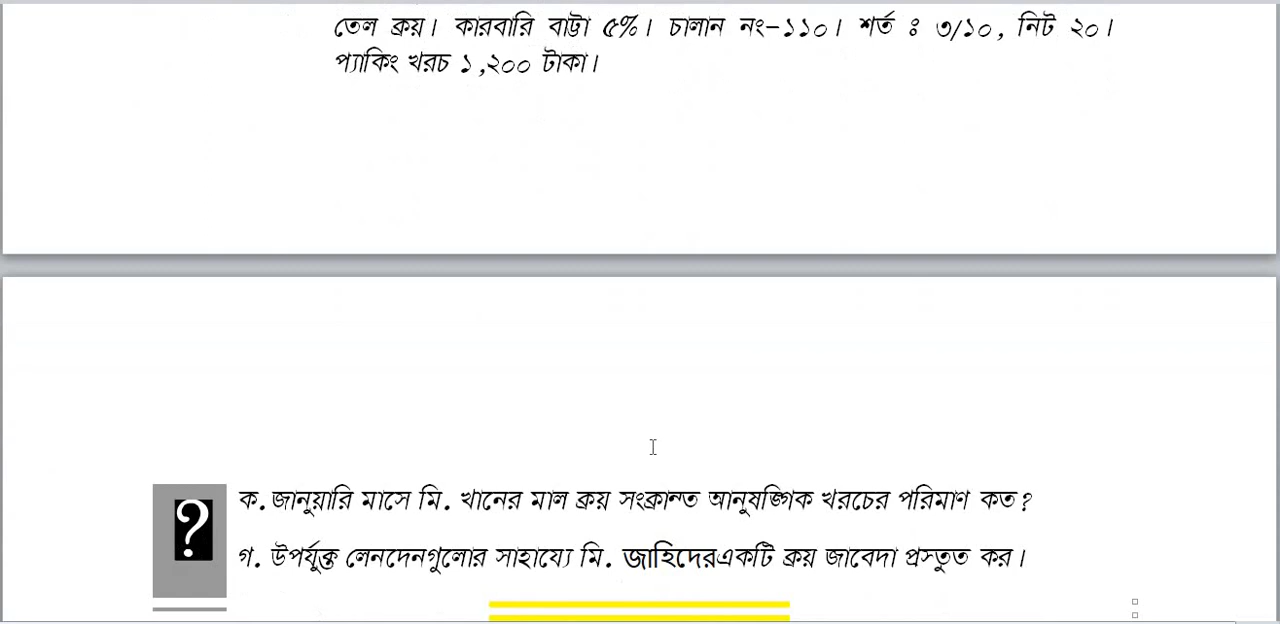 তেল ক্রয়। কারবারি বাট্টা ৫%। চালান নং-১১০। শর্ত ঃ ৩/১০, নিট ২০।
প্যাকিং খরচ ১,২০০ টাকা।
?
ক. জানুয়ারি মাসে মি. খানের মাল ক্রয় সংক্রান্ত আনুষঙ্গিক খরচের পরিমাণ কত?
গ. উপর্যুক্ত লেনদেনগুলোর সাহায্যে মি. জাহিদেরএকটি ক্রয় জাবেদা প্রস্তুত কর।